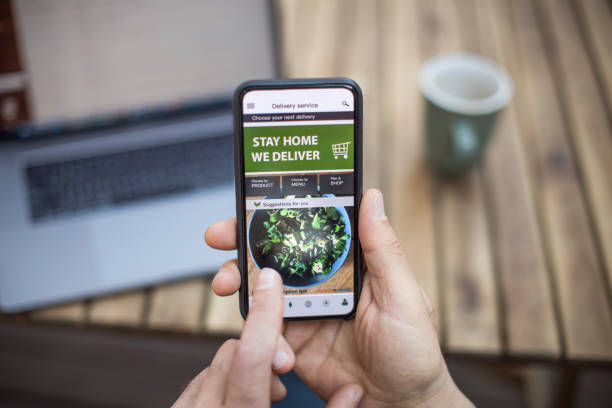 Delivery service
Choose your next delivery
STAY HOME
WE DELIVER
Choose by
PRODUCT
Choose by
MENU
Plan &
SHOP
Suggestions for you